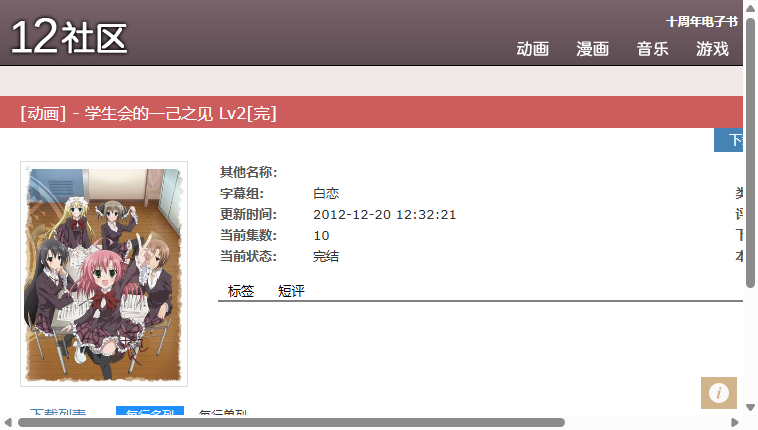 十周年电子书
12社区
动画 漫画 音乐 游戏
[动画] - 学生会的一己之见 Lv2[完]
其他名称:
字幕组: 白恋
更新时间: 2012-12-20 12:32:21
当前集数: 10
当前状态: 完结
标签 短评
下载列表 每行多列 每行单列